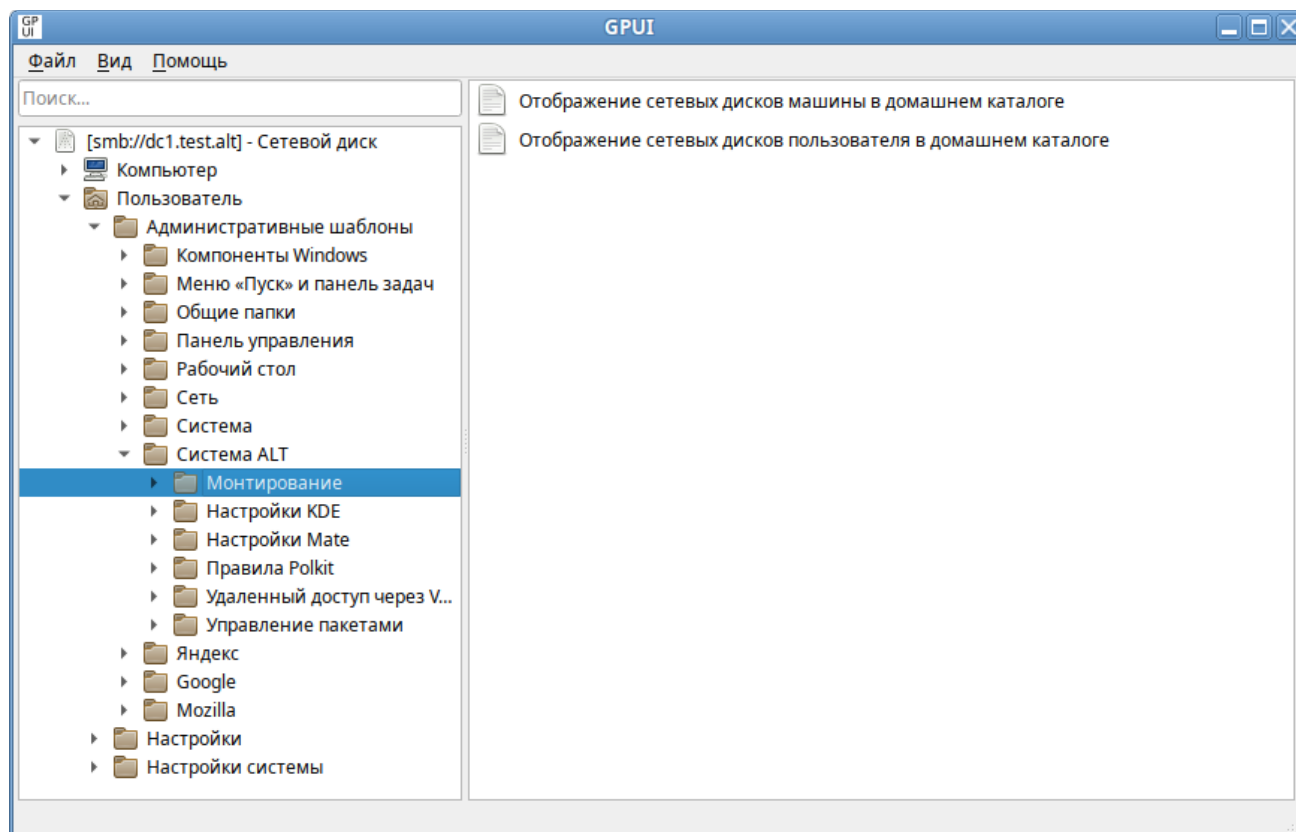 GPUI
GPUI
Файл Вид Помощь
Поиск...
[smb://dc1.test.alt] - Сетевой диск
Компьютер
Пользователь
Административные шаблоны
Компоненты Windows
Меню «Пуск» и панель задач
Общие папки
Панель управления
Рабочий стол
Сеть
Система
Система ALT
Монтирование
Настройки KDE
Настройки Mate
Правила Polkit
Удаленный доступ через V...
Управление пакетами
Яндекс
Google
Mozilla
Настройки
Настройки системы
Отображение сетевых дисков машины в домашнем каталоге
Отображение сетевых дисков пользователя в домашнем каталоге